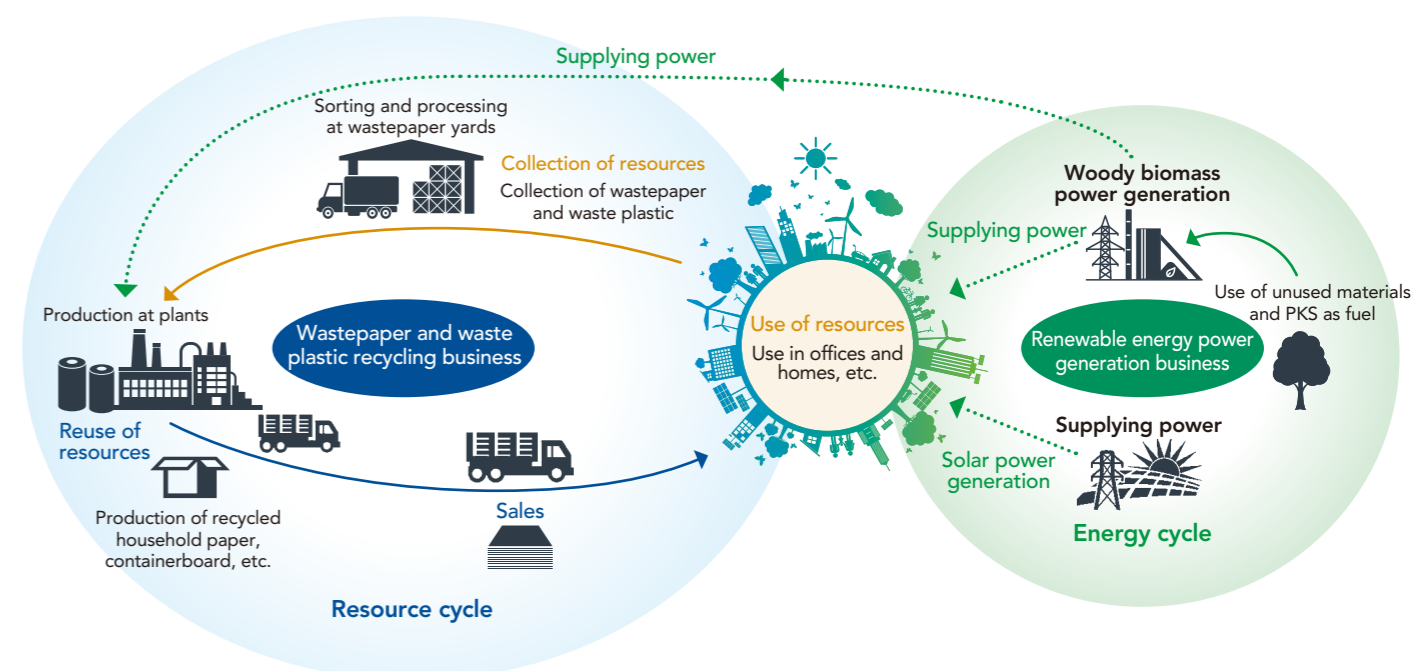 Supplying power
Sorting and processing
at wastepaper yards
Collection of resources
Collection of wastepaper
and waste plastic
Production at plants
Wastepaper and waste
plastic recycling business
Reuse of
resources
Production of recycled
household paper,
containerboard, etc.
Sales
Resource cycle
Use of resources
Use in offices and
homes, etc.
Woody biomass
power generation
Supplying power
Use of unused materials
and PKS as fuel
Renewable energy power
generation business
Supplying power
Solar power
generation
Energy cycle